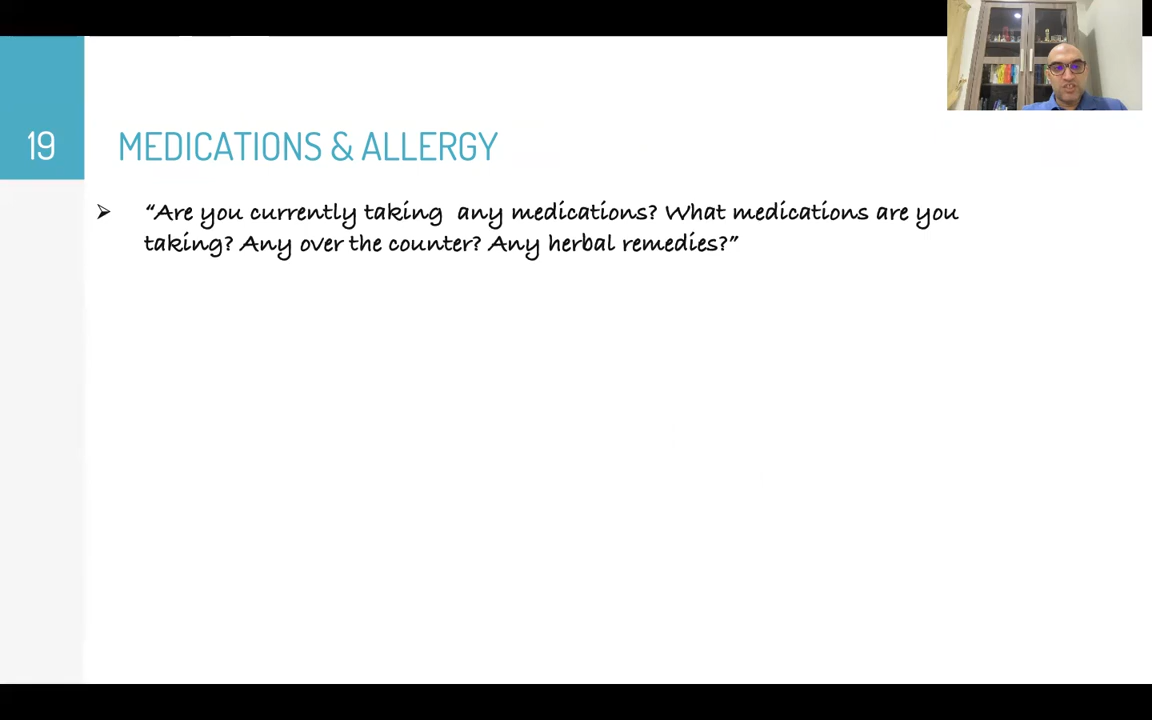 19
MEDICATIONS & ALLERGY
“Are you currently taking any medications? What medications are you
taking? Any over the counter? Any herbal remedies?”